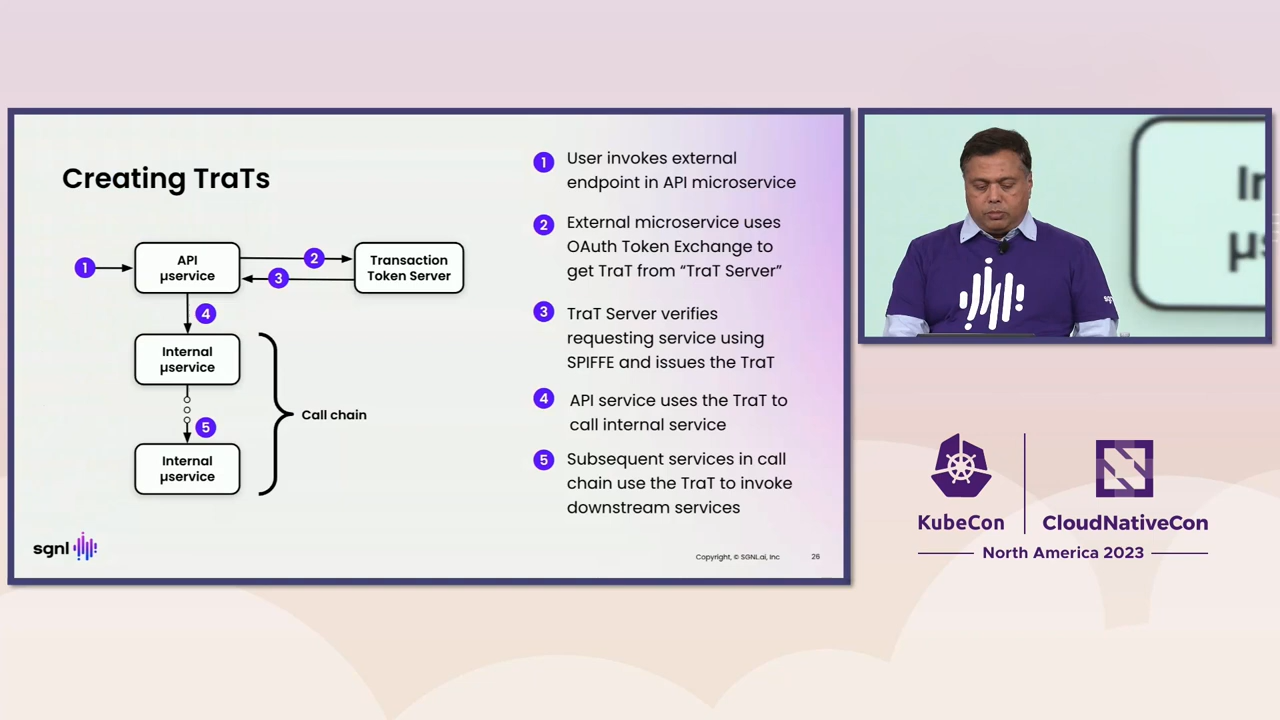 Creating TraTs
1
API
µservice
2
3
Transaction
Token Server
4
Internal
µservice
5
Call chain
Internal
µservice
1
User invokes external
endpoint in API microservice
2
External microservice uses
OAuth Token Exchange to
get TraT from “TraT Server”
3
TraT Server verifies
requesting service using
SPIFFE and issues the TraT
4
API service uses the TraT to
call internal service
5
Subsequent services in call
chain use the TraT to invoke
downstream services
sgnl
Copyright, © SGNL.ai, Inc
26
KubeCon
CloudNativeCon
North America 2023